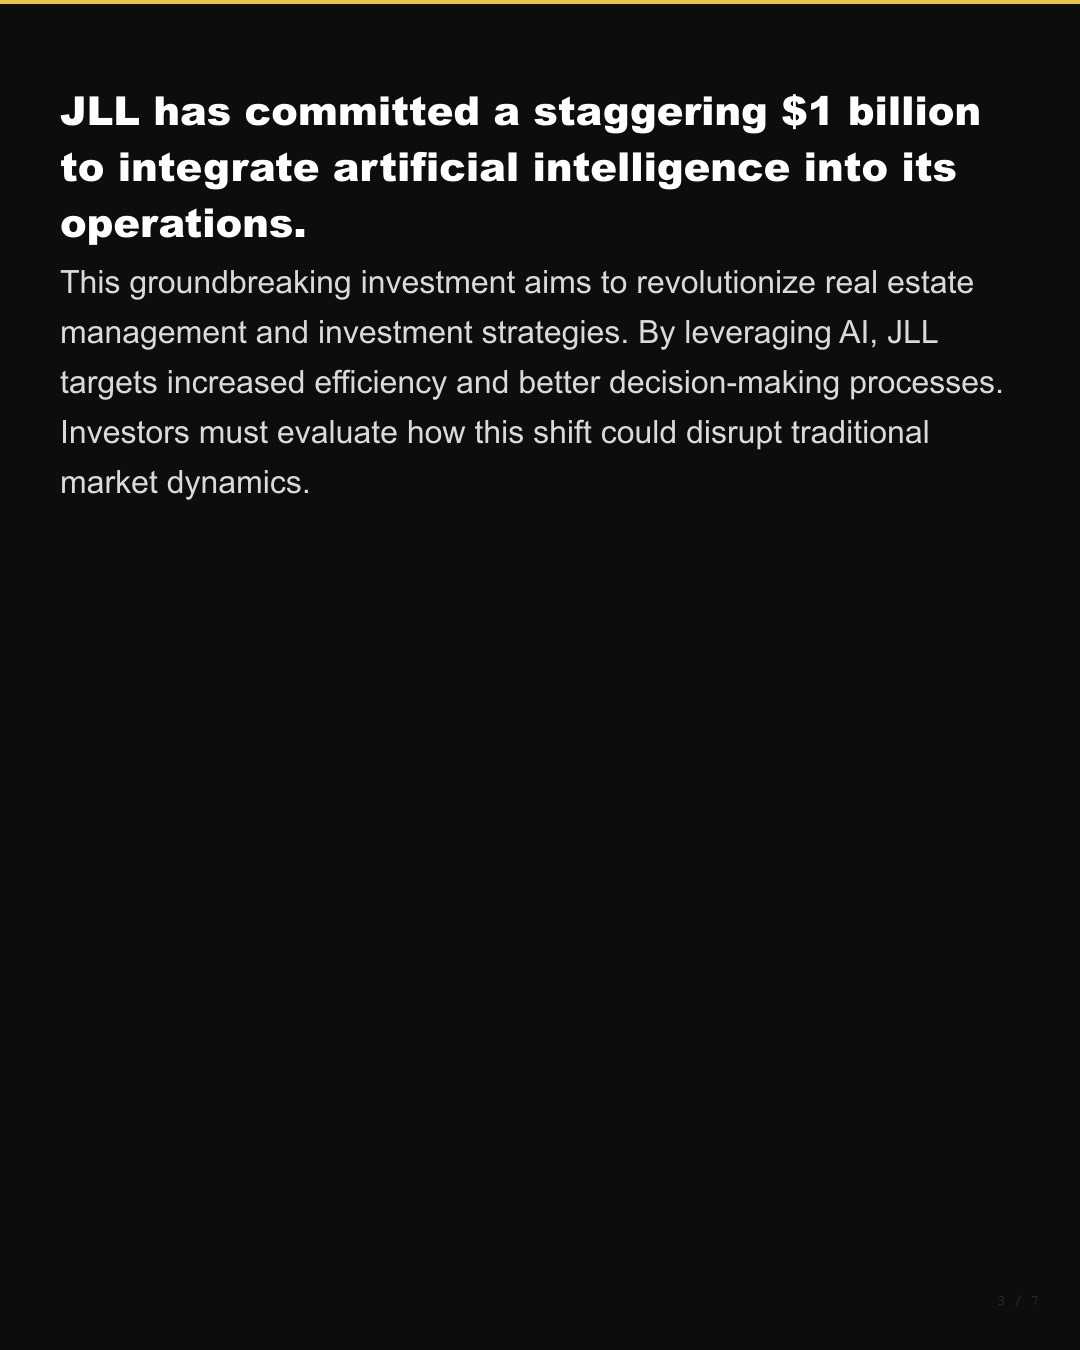 JLL has committed a staggering $1 billion
to integrate artificial intelligence into its
operations.
This groundbreaking investment aims to revolutionize real estate
management and investment strategies. By leveraging AI, JLL
targets increased efficiency and better decision-making processes.
Investors must evaluate how this shift could disrupt traditional
market dynamics.
3 / 7